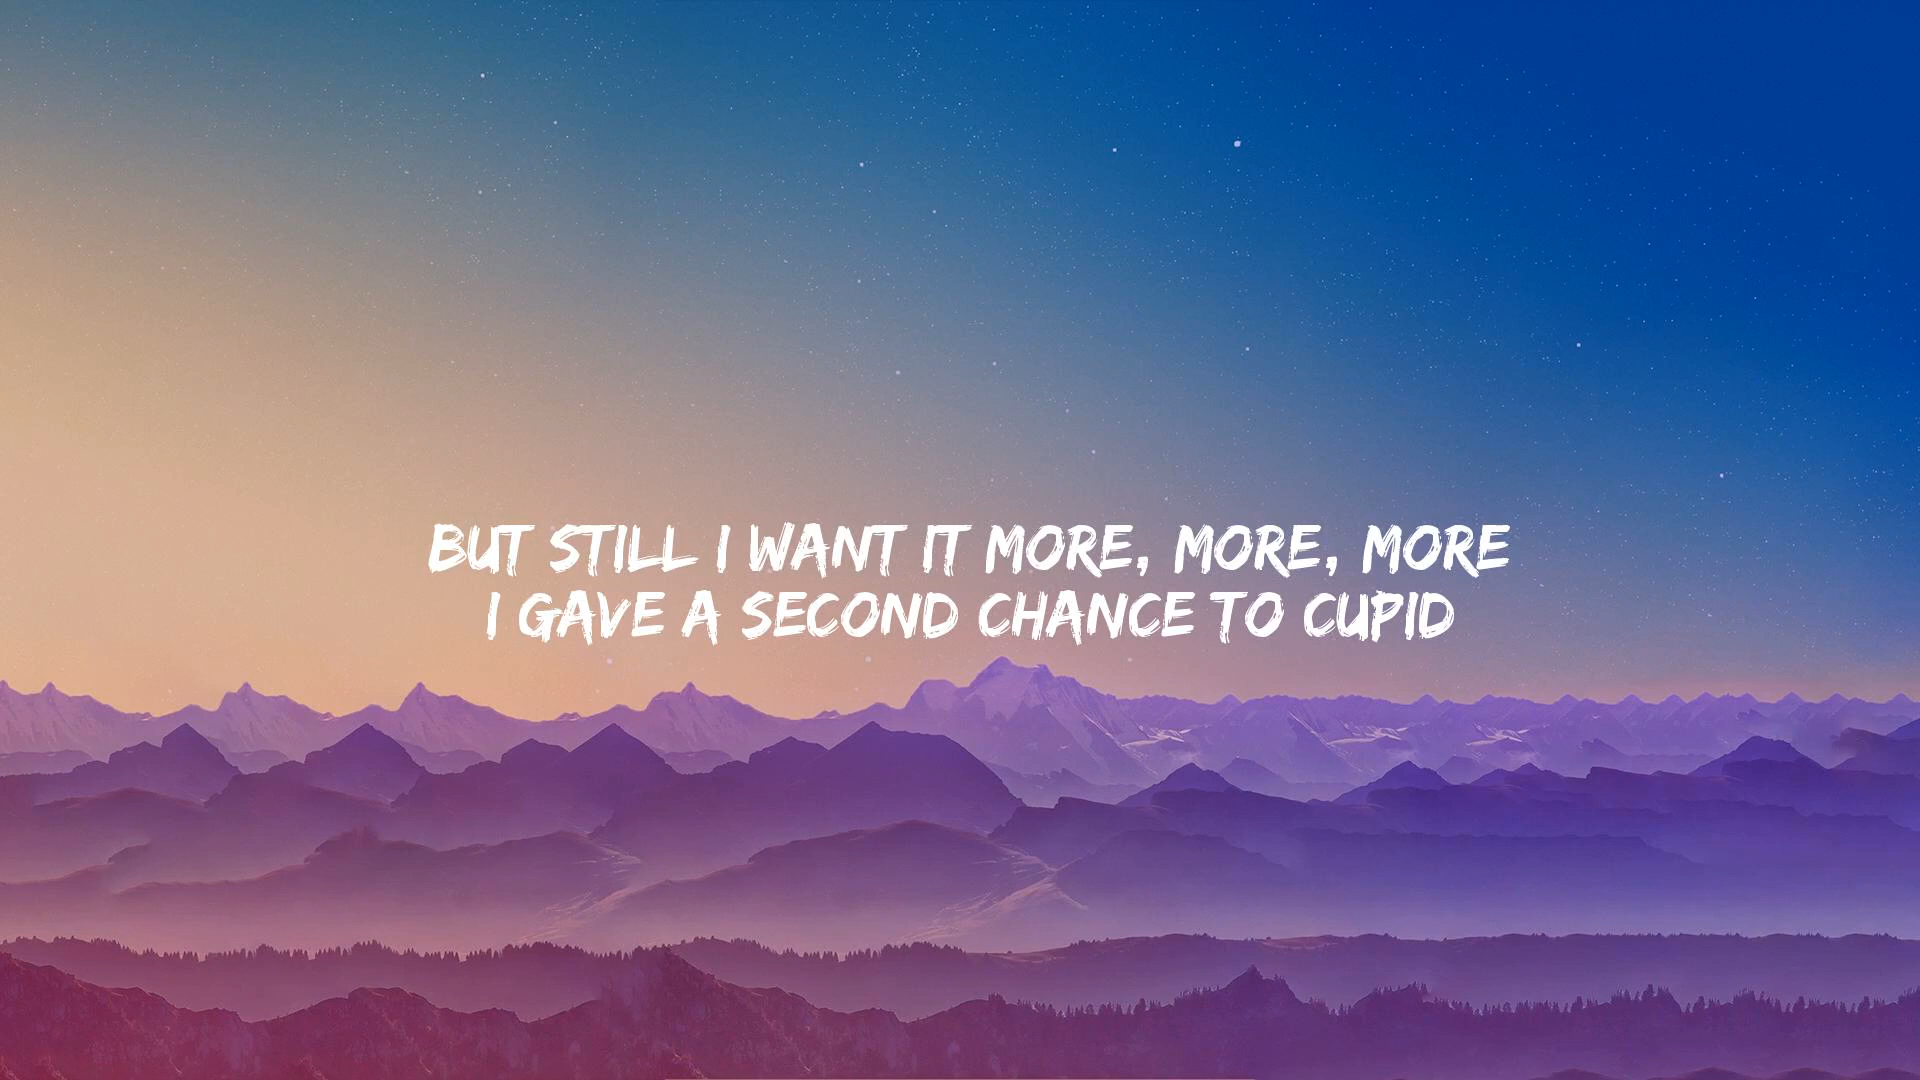 BUT STILL I WANT IT MORE, MORE, MORE
I GAVE A SECOND CHANCE TO CUPID